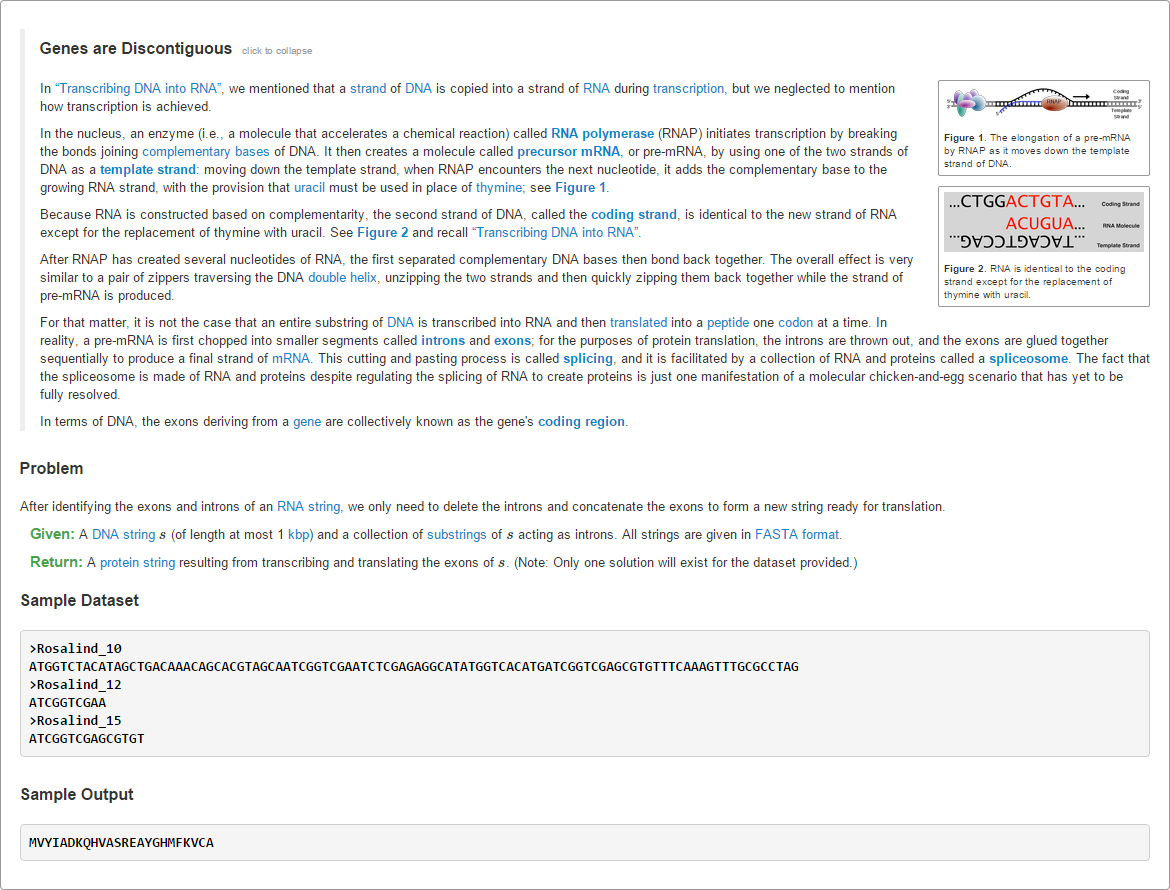 Genes are Discontiguous click to collapse
In “Transcribing DNA into RNA”, we mentioned that a strand of DNA is copied into a strand of RNA during transcription, but we neglected to mention
how transcription is achieved.
In the nucleus, an enzyme (i.e., a molecule that accelerates a chemical reaction) called RNA polymerase (RNAP) initiates transcription by breaking
the bonds joining complementary bases of DNA. It then creates a molecule called precursor mRNA, or pre-mRNA, by using one of the two strands of
DNA as a template strand: moving down the template strand, when RNAP encounters the next nucleotide, it adds the complementary base to the
growing RNA strand, with the provision that uracil must be used in place of thymine; see Figure 1.
Because RNA is constructed based on complementarity, the second strand of DNA, called the coding strand, is identical to the new strand of RNA
except for the replacement of thymine with uracil. See Figure 2 and recall “Transcribing DNA into RNA”.
After RNAP has created several nucleotides of RNA, the first separated complementary DNA bases then bond back together. The overall effect is very
similar to a pair of zippers traversing the DNA double helix, unzipping the two strands and then quickly zipping them back together while the strand of
pre-mRNA is produced.
For that matter, it is not the case that an entire substring of DNA is transcribed into RNA and then translated into a peptide one codon at a time. In
reality, a pre-mRNA is first chopped into smaller segments called introns and exons; for the purposes of protein translation, the introns are thrown out, and the exons are glued together
sequentially to produce a final strand of mRNA. This cutting and pasting process is called splicing, and it is facilitated by a collection of RNA and proteins called a spliceosome. The fact that
the spliceosome is made of RNA and proteins despite regulating the splicing of RNA to create proteins is just one manifestation of a molecular chicken-and-egg scenario that has yet to be
fully resolved.
In terms of DNA, the exons deriving from a gene are collectively known as the gene's coding region.
Coding
Strand
5'
3'
RNAP
3'
5'
5'
Template
Strand
Figure 1. The elongation of a pre-mRNA
by RNAP as it moves down the template
strand of DNA.
...CTGGACTGTA... Coding Strand
ACUGUA... RNA Molecule
...GACCTGACAT... Template Strand
Figure 2. RNA is identical to the coding
strand except for the replacement of
thymine with uracil.
Problem
After identifying the exons and introns of an RNA string, we only need to delete the introns and concatenate the exons to form a new string ready for translation.
Given: A DNA string s (of length at most 1 kbp) and a collection of substrings of s acting as introns. All strings are given in FASTA format.
Return: A protein string resulting from transcribing and translating the exons of s. (Note: Only one solution will exist for the dataset provided.)
Sample Dataset
>Rosalind_10
ATGGTCTACATAGCTGACAAACAGCACGTAGCAATCGGTCGAATCTCGAGAGGCATATGGTCACATGATCGGTCGAGCGTGTTTCAAAGTTTGCGCCTAG
>Rosalind_12
ATCGGTCGAA
>Rosalind_15
ATCGGTCGAGCGTGT
Sample Output
MVYIADKQHVASREAYGHMFKVCA